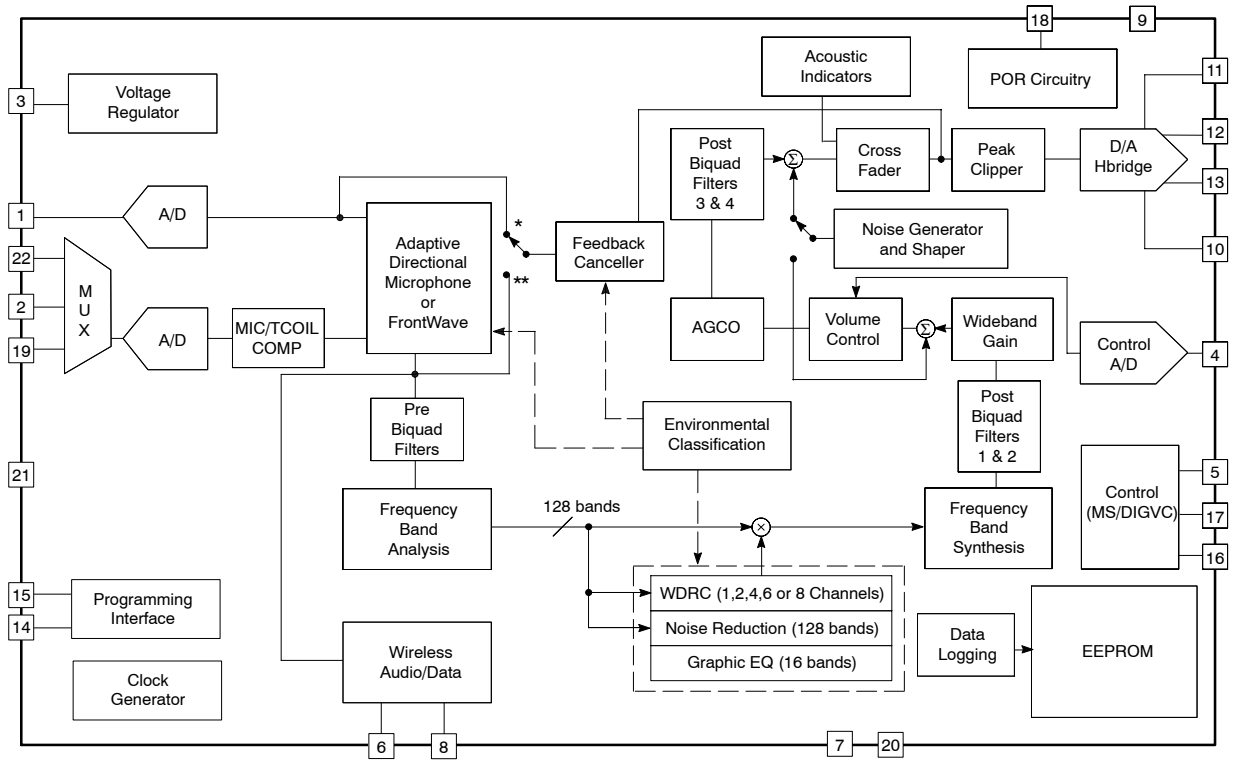 18
9
Acoustic
Indicators
POR Circuitry
11
3
Voltage
Regulator
12
Post
Biquad
Filters
3 & 4
Σ
Cross
Fader
Peak
Clipper
D/A
Hbridge
13
1
A/D
*
Adaptive
Directional
Microphone
or
FrontWave
Feedback
Canceller
Noise Generator
and Shaper
10
22
**
M
U
X
2
AGCO
Volume
Control
Σ
Wideband
Gain
19
A/D
MIC/TCOIL
COMP
Control
A/D
4
Pre
Biquad
Filters
Environmental
Classification
Post
Biquad
Filters
1 & 2
21
5
Frequency
Band
Analysis
128 bands
×
Frequency
Band
Synthesis
Control
(MS/DIGVC)
17
16
15
14
Programming
Interface
WDRC (1,2,4,6 or 8 Channels)
Noise Reduction (128 bands)
Graphic EQ (16 bands)
Wireless
Audio/Data
Data
Logging
EEPROM
Clock
Generator
6
8
7
20